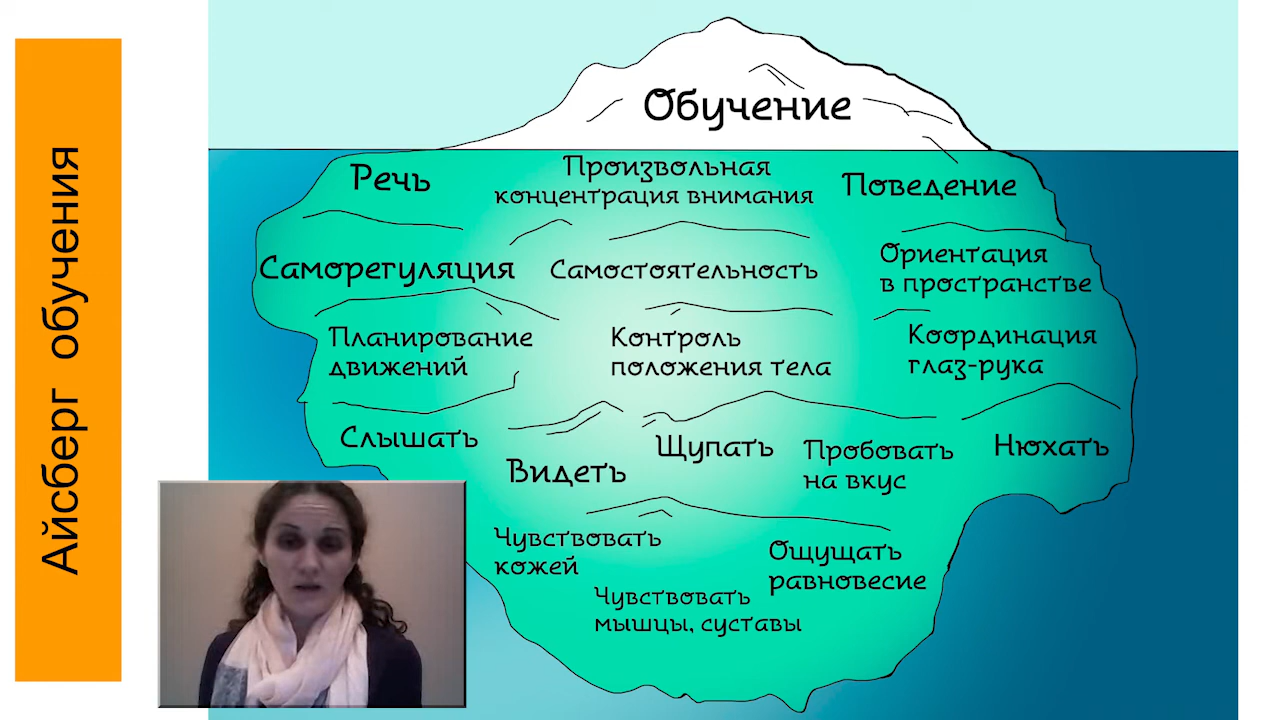 Айсберг обучения
Обучение
Речь
Произвольная
концентрация внимания
Поведение
Саморегуляция
Самостоятельность
Ориентация
в пространстве
Планирование
движений
Контроль
положения тела
Координация
глаз-рука
Слышать
Видеть
Щупать
Пробовать
на вкус
Нюхать
Чувствовать
кожей
Ощущать
равновесие
Чувствовать
мышцы, суставы